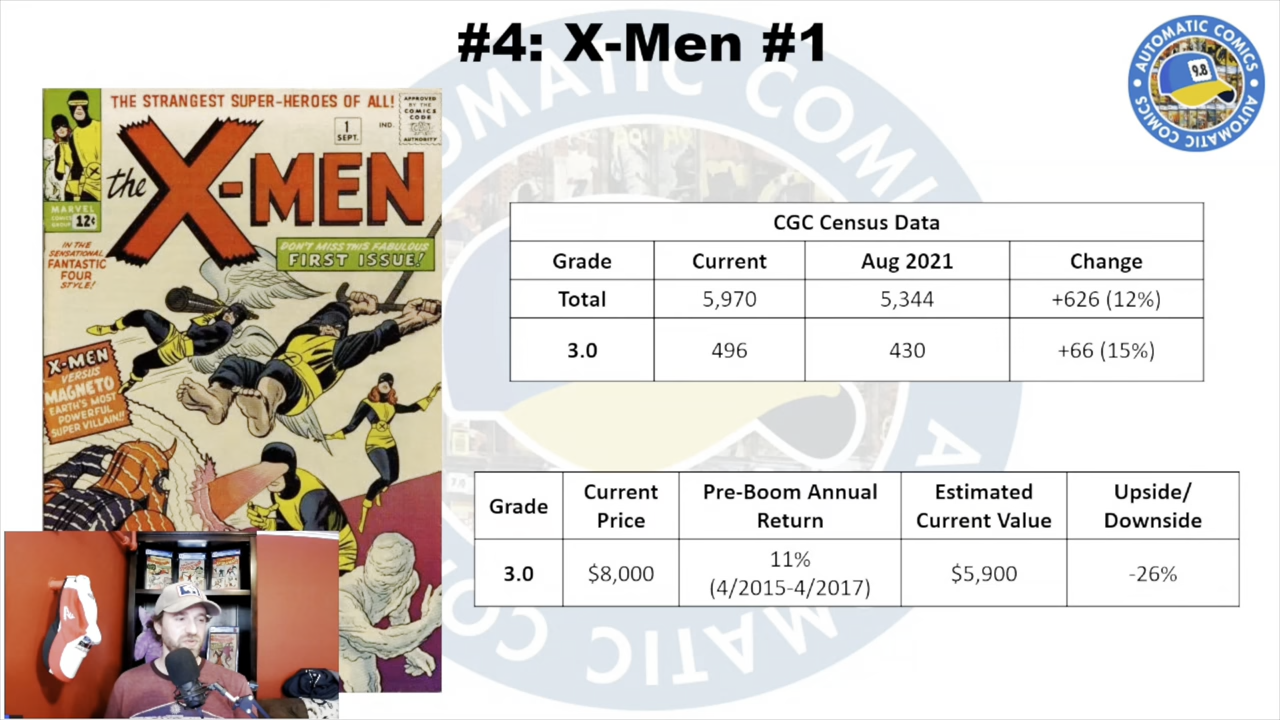 #4: X-Men #1
AUTOMATIC COMICS
9.8
AUTOMATIC COMICS
THE STRANGEST SUPER-HEROES OF ALL!
APPROVED
BY THE
COMICS
CODE
AUTHORITY
1
SEPT.
IND.
the X-MEN
MARVEL
COMICS
GROUP
12¢
IN THE
SENSATIONAL
FANTASTIC
FOUR
STYLE!
DON'T MISS THIS FABULOUS
FIRST ISSUE!
X-MEN
VERSUS
MAGNETO
EARTH'S MOST
POWERFUL
SUPER VILLAIN!!
CGC Census Data
Grade Current Aug 2021 Change
Total 5,970 5,344 +626 (12%)
3.0 496 430 +66 (15%)
Grade Current Price Pre-Boom Annual Return Estimated Current Value Upside/ Downside
3.0 $8,000 11% (4/2015-4/2017) $5,900 -26%